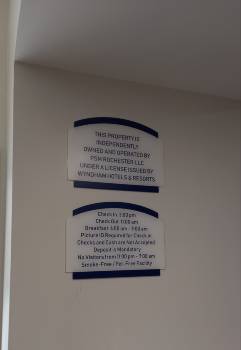 THIS PROPERTY IS
INDEPENDENTLY
OWNED AND OPERATED BY
PSM ROCHESTER LLC
UNDER A LICENSE ISSUED BY
WYNDHAM HOTELS & RESORTS
Check In: pm
Check Out: 11:00 am
Breakfast: 6:00 am - 9:00 am
Picture ID Required for Check in
Checks and Cash are Not Accepted
Deposit is Mandatory
No Visitors from 11:00 pm - 7:00 am
Smoke-Free / Pet Free Facility